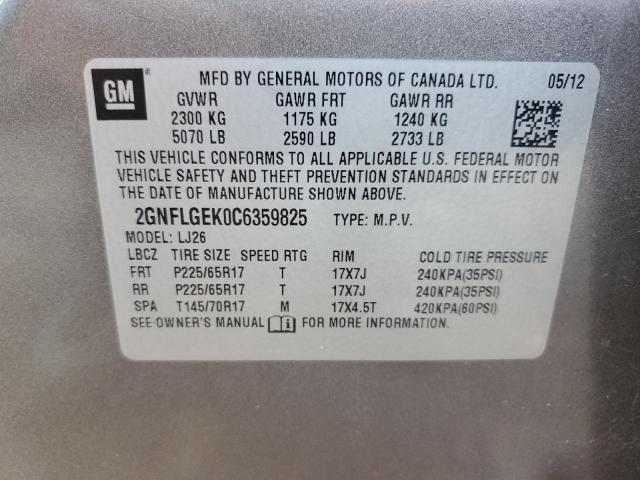 GM ® MFD BY GENERAL MOTORS OF CANADA LTD. 05/12
GVWR GAWR FRT GAWR RR
2300 KG 1175 KG 1240 KG
5070 LB 2590 LB 2733 LB
THIS VEHICLE CONFORMS TO ALL APPLICABLE U.S. FEDERAL MOTOR
VEHICLE SAFETY AND THEFT PREVENTION STANDARDS IN EFFECT ON
THE DATE OF MANUFACTURE SHOWN ABOVE.
2GNFLGEK0C6359825 TYPE: M.P.V.
MODEL: LJ26
LBCZ TIRE SIZE SPEED RTG RIM COLD TIRE PRESSURE
FRT P225/65R17 T 17X7J 240KPA(35PSI)
RR P225/65R17 T 17X7J 240KPA(35PSI)
SPA T145/70R17 M 17X4.5T 420KPA(60PSI)
SEE OWNER'S MANUAL i FOR MORE INFORMATION.